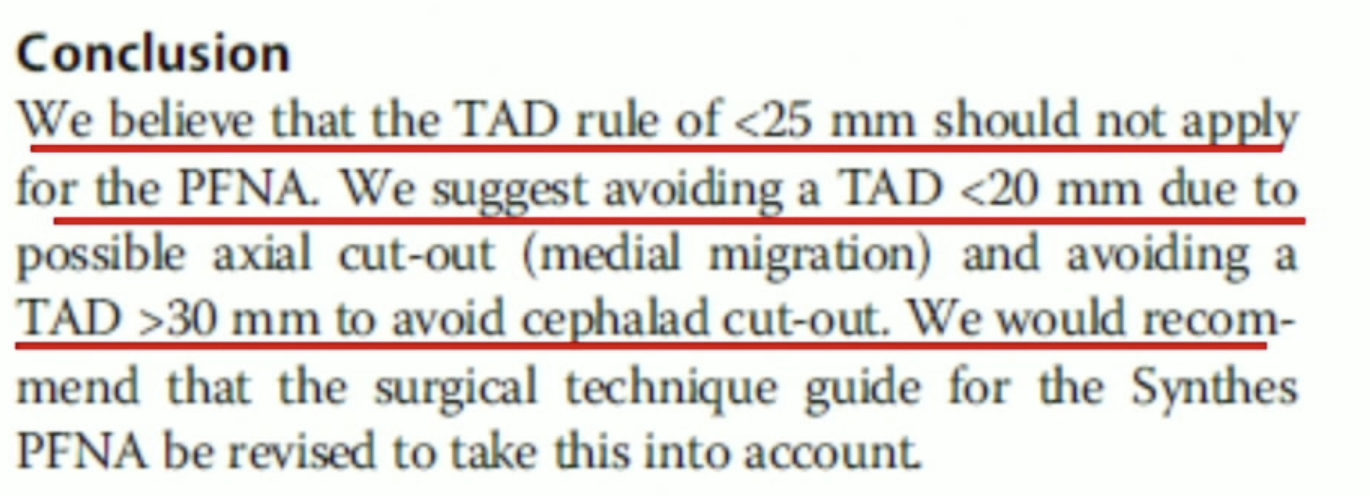 Conclusion
We believe that the TAD rule of <25 mm should not apply
for the PFNA. We suggest avoiding a TAD <20 mm due to
possible axial cut-out (medial migration) and avoiding a
TAD >30 mm to avoid cephalad cut-out. We would recom-
mend that the surgical technique guide for the Synthes
PFNA be revised to take this into account.